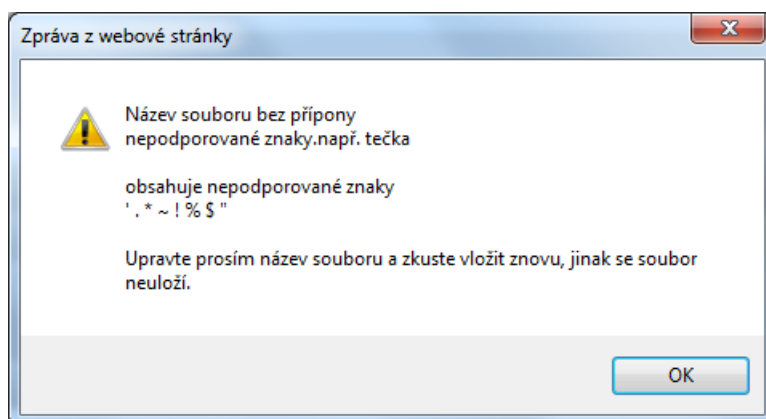 Zpráva z webové stránky
Název souboru bez přípony
nepodporované znaky.např. tečka
obsahuje nepodporované znaky
' . * ~ ! % $ "
Upravte prosím název souboru a zkuste vložit znovu, jinak se soubor
neuloží.
OK